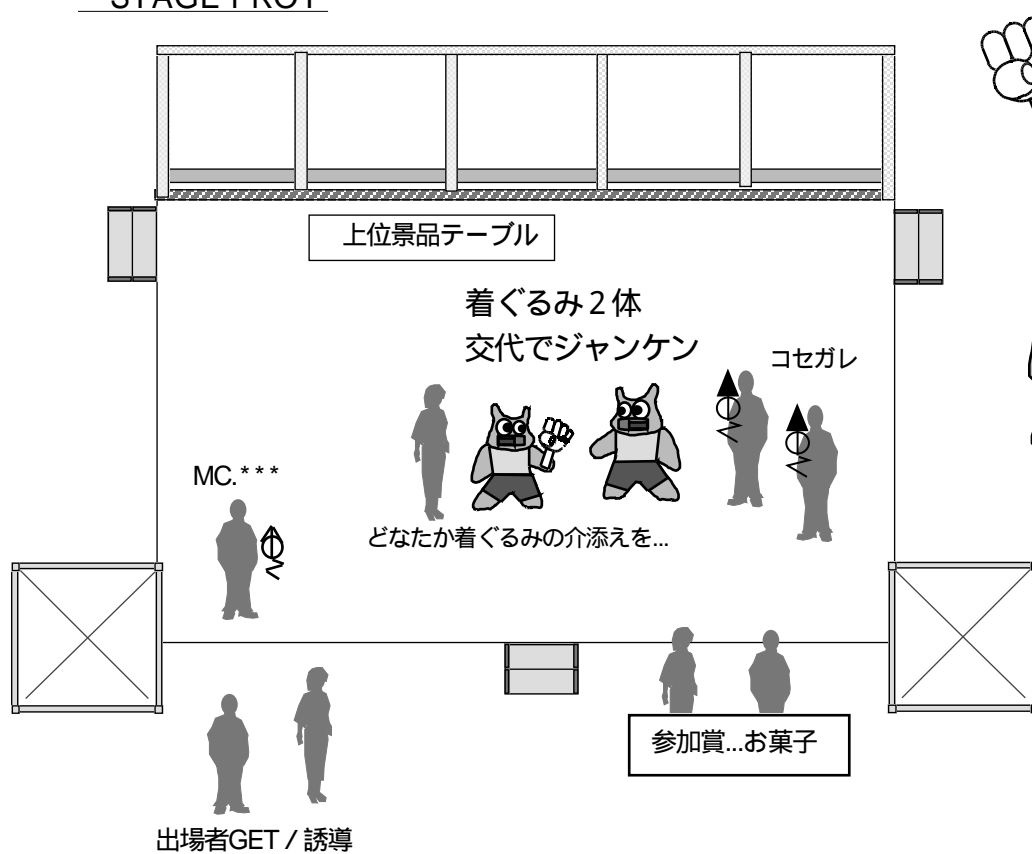 STAGE PROT
上位景品テーブル
着ぐるみ２体
交代でジャンケン
コセガレ
MC.***
どなたか着ぐるみの介添えを...
参加賞...お菓子
出場者GET / 誘導